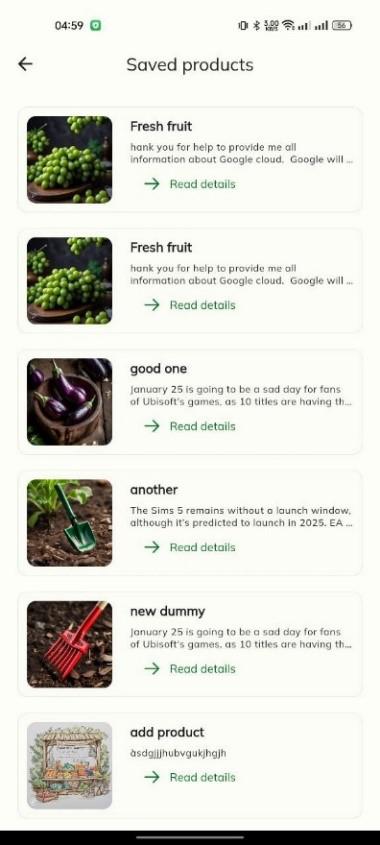 04:59
3.00
56
Saved products
Fresh fruit
hank you for help to provide me all
information about Google cloud. Google will ...
Read details
Fresh fruit
hank you for help to provide me all
information about Google cloud. Google will ...
Read details
good one
January 25 is going to be a sad day for fans
of Ubisoft's games, as 10 titles are having th...
Read details
another
The Sims 5 remains without a launch window,
although it's predicted to launch in 2025. EA ...
Read details
new dummy
January 25 is going to be a sad day for fans
of Ubisoft's games, as 10 titles are having th...
Read details
add product
asdgjjjhubvgukjhgjh
Read details